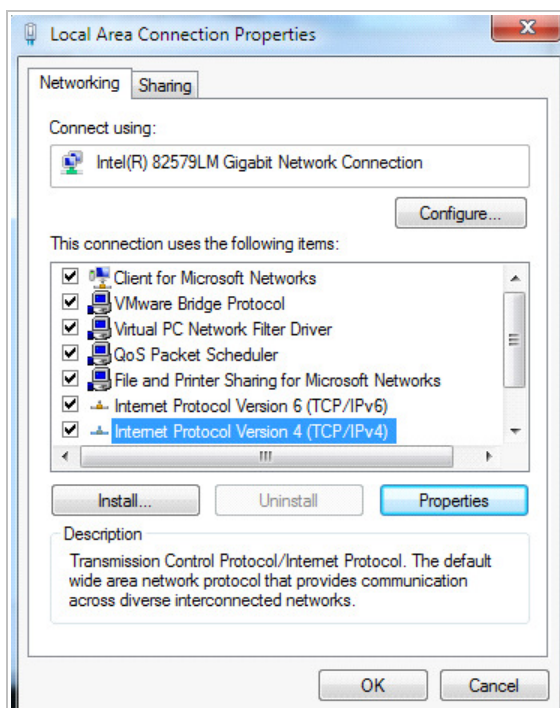 Local Area Connection Properties
Networking
Sharing
Connect using:
Intel(R) 82579LM Gigabit Network Connection
Configure...
This connection uses the following items:
Client for Microsoft Networks
VMware Bridge Protocol
Virtual PC Network Filter Driver
QoS Packet Scheduler
File and Printer Sharing for Microsoft Networks
Internet Protocol Version 6 (TCP/IPv6)
Internet Protocol Version 4 (TCP/IPv4)
Install...
Uninstall
Properties
Description
Transmission Control Protocol/Internet Protocol. The default
wide area network protocol that provides communication
across diverse interconnected networks.
OK
Cancel